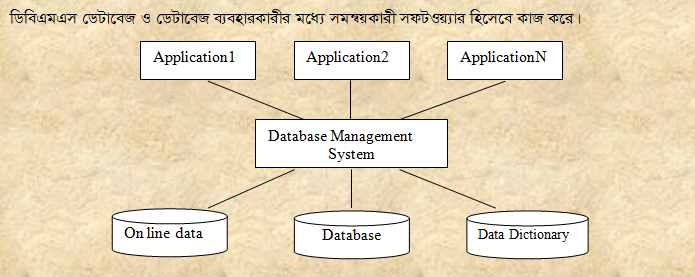 ডিবিএমএস ডেটাবেজ ও ডেটাবেজ ব্যবহারকারীর মধ্যে সমন্বয়কারী সফটওয়্যার হিসেবে কাজ করে।
Application1 Application2 ApplicationN
Database Management
System
On line data Database Data Dictionary